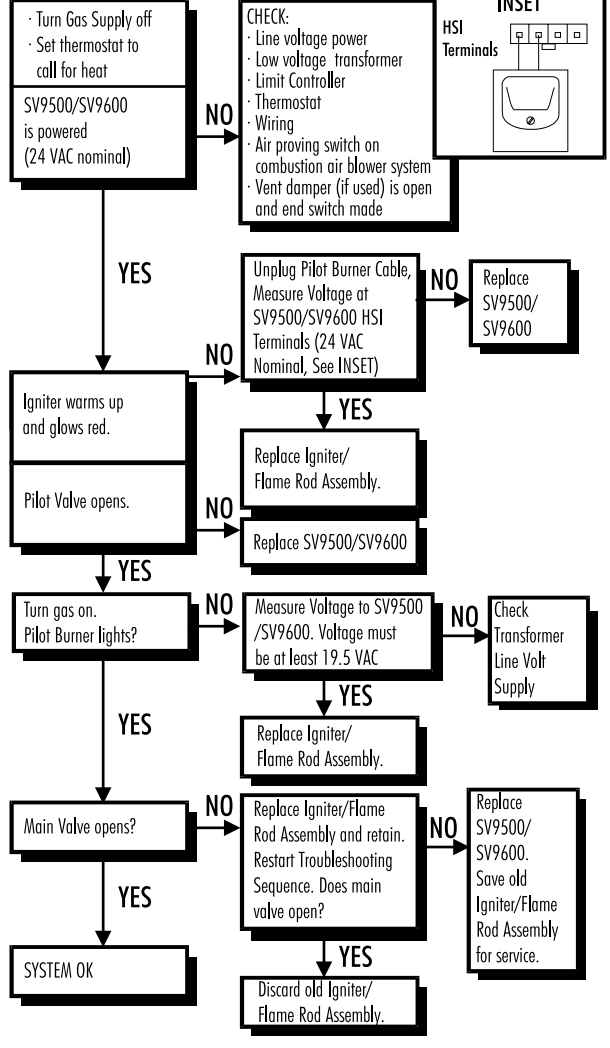 · Turn Gas Supply off
· Set thermostat to
call for heat
SV9500/SV9600
is powered
(24 VAC nominal)
NO
CHECK:
· Line voltage power
· Low voltage transformer
· Limit Controller
· Thermostat
· Wiring
· Air proving switch on
combustion air blower system
· Vent damper (if used) is open
and end switch made
INSET
HSI
Terminals
YES
Igniter warms up
and glows red.
NO
Unplug Pilot Burner Cable,
Measure Voltage at
SV9500/SV9600 HSI
Terminals (24 VAC
Nominal, See INSET)
NO
Replace
SV9500/
SV9600
YES
Replace Igniter/
Flame Rod Assembly.
Pilot Valve opens.
NO
Replace SV9500/SV9600
YES
Turn gas on.
Pilot Burner lights?
NO
Measure Voltage to SV9500
/SV9600. Voltage must
be at least 19.5 VAC
NO
Check
Transformer
Line Volt
Supply
YES
Replace Igniter/
Flame Rod Assembly.
YES
Main Valve opens?
NO
Replace Igniter/Flame
Rod Assembly and retain.
Restart Troubleshooting
Sequence. Does main
valve open?
NO
Replace
SV9500/
SV9600.
Save old
Igniter/Flame
Rod Assembly
for service.
YES
Discard old Igniter/
Flame Rod Assembly.
YES
SYSTEM OK